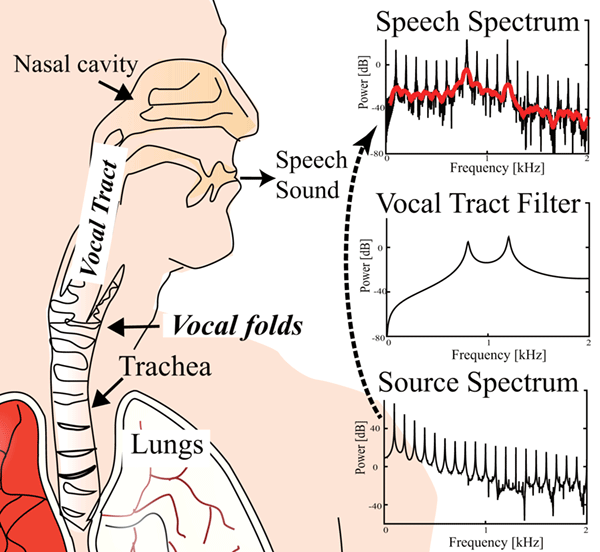 Nasal cavity
Speech
Sound
Vocal Tract
Vocal folds
Trachea
Lungs
Speech Spectrum
Power [dB]
0
-40
-80
0
1
2
Frequency [kHz]
Vocal Tract Filter
Power [dB]
0
-40
-80
0
1
2
Frequency [kHz]
Source Spectrum
Power [dB]
40
0
-40
0
1
2
Frequency [kHz]